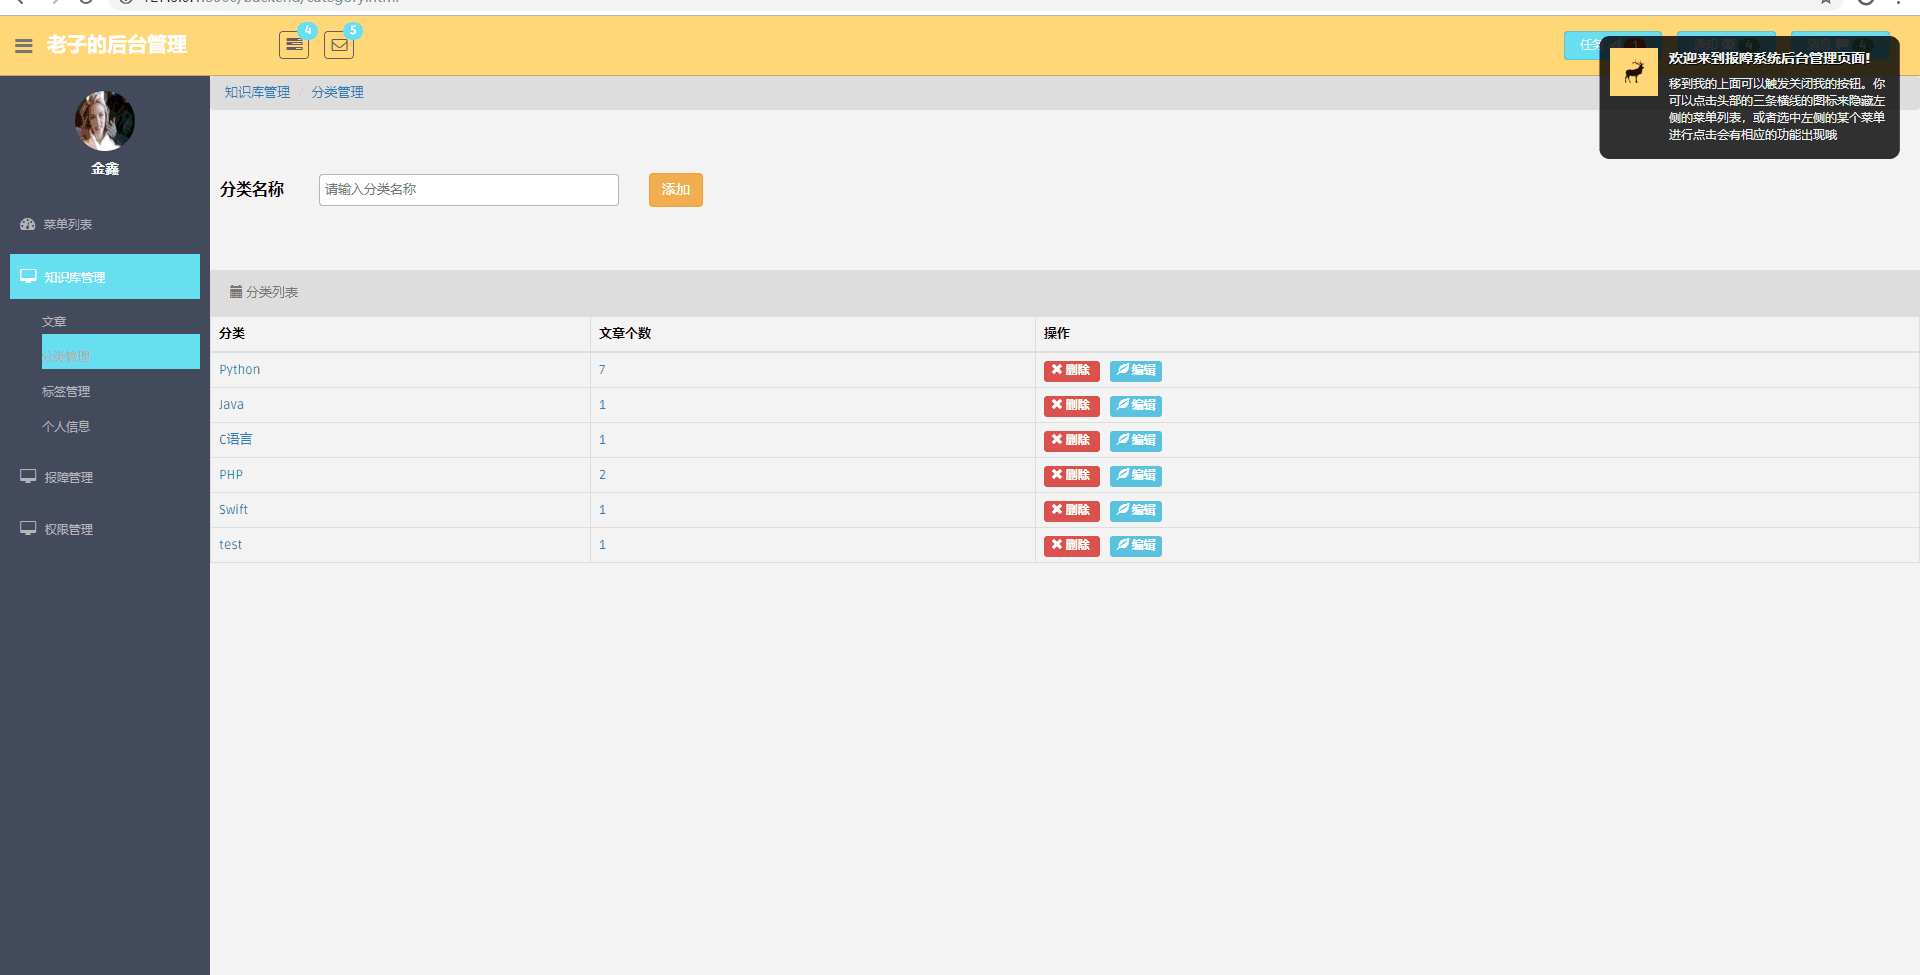 老子的后台管理
4
5
任务
欢迎来到报障系统后台管理页面!
移到我的上面可以触发关闭我的按钮。你
可以点击头部的三条横线的图标来隐藏左
侧的菜单列表，或者选中左侧的某个菜单
进行点击会有相应的功能出现哦
金鑫
菜单列表
知识库管理
文章
分类管理
标签管理
个人信息
报障管理
权限管理
知识库管理 / 分类管理
分类名称 请输入分类名称 添加
分类列表
分类 文章个数 操作
Python 7 删除 编辑
Java 1 删除 编辑
C语言 1 删除 编辑
PHP 2 删除 编辑
Swift 1 删除 编辑
test 1 删除 编辑